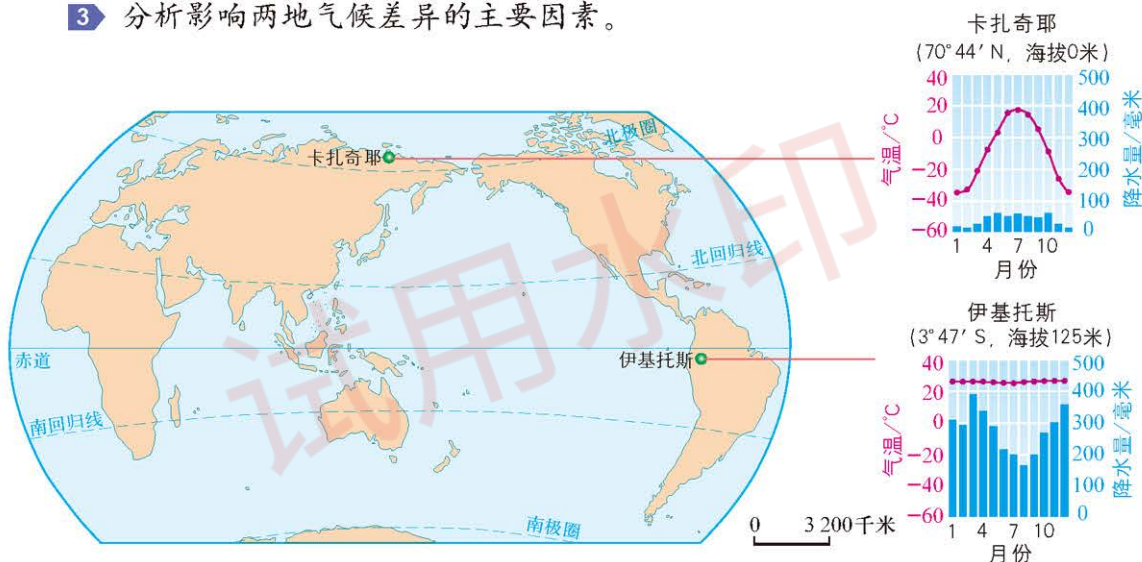 3 分析影响两地气候差异的主要因素。
卡扎奇耶
(70°44′N，海拔0米)
40
20
0
−20
−40
−60
气温/℃
500
400
300
200
100
0
降水量/毫米
1 4 7 10
月份
北极圈
卡扎奇耶
北回归线
赤道
伊基托斯
南回归线
南极圈
0 3 200千米
伊基托斯
(3°47′S，海拔125米)
40
20
0
−20
−40
−60
气温/℃
500
400
300
200
100
0
降水量/毫米
1 4 7 10
月份
试用水印